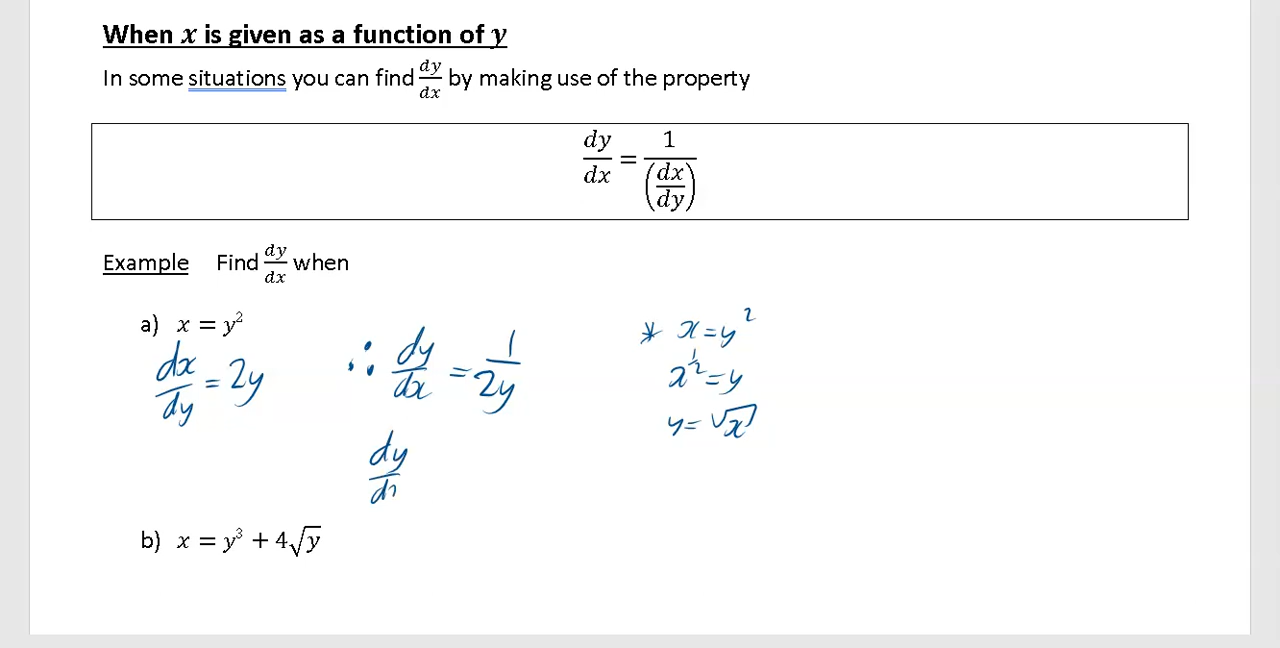 When x is given as a function of y
In some situations you can find dy/dx by making use of the property
dy/dx = 1/(dx/dy)
Example Find dy/dx when
a) x = y²
dx/dy = 2y ∴ dy/dx = 1/2y
* x = y²
x^½ = y
y = √x
dy/d
b) x = y³ + 4√y